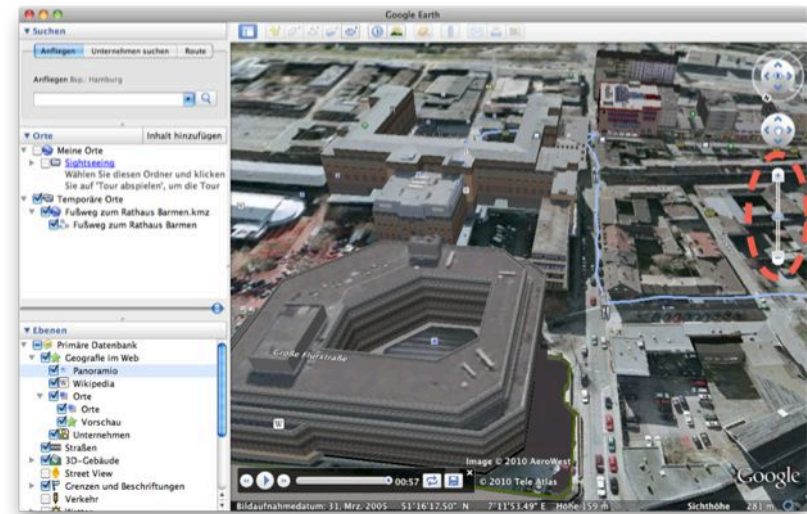 Google Earth
Suchen
Anfliegen Unternehmen suchen Route
Anfliegen Bsp.: Hamburg
Orte Inhalt hinzufügen
Meine Orte
Sightseeing
Wählen Sie diesen Ordner und klicken
Sie auf 'Tour abspielen', um die Tour
Temporäre Orte
Fußweg zum Rathaus Barmen.kmz
Fußweg zum Rathaus Barmen
Ebenen
Primäre Datenbank
Geografie im Web
Panoramio
Wikipedia
Orte
Orte
Vorschau
Unternehmen
Straßen
3D-Gebäude
Street View
Grenzen und Beschriftungen
Verkehr
Große Flurstraße
W
N
00:57
Image © 2010 AeroWest
© 2010 Tele Atlas
Google
Bildaufnahmedatum: 31. Mrz. 2005 51°16'17.50" N 7°11'53.49" E Höhe 159 m Sichthöhe 281 m